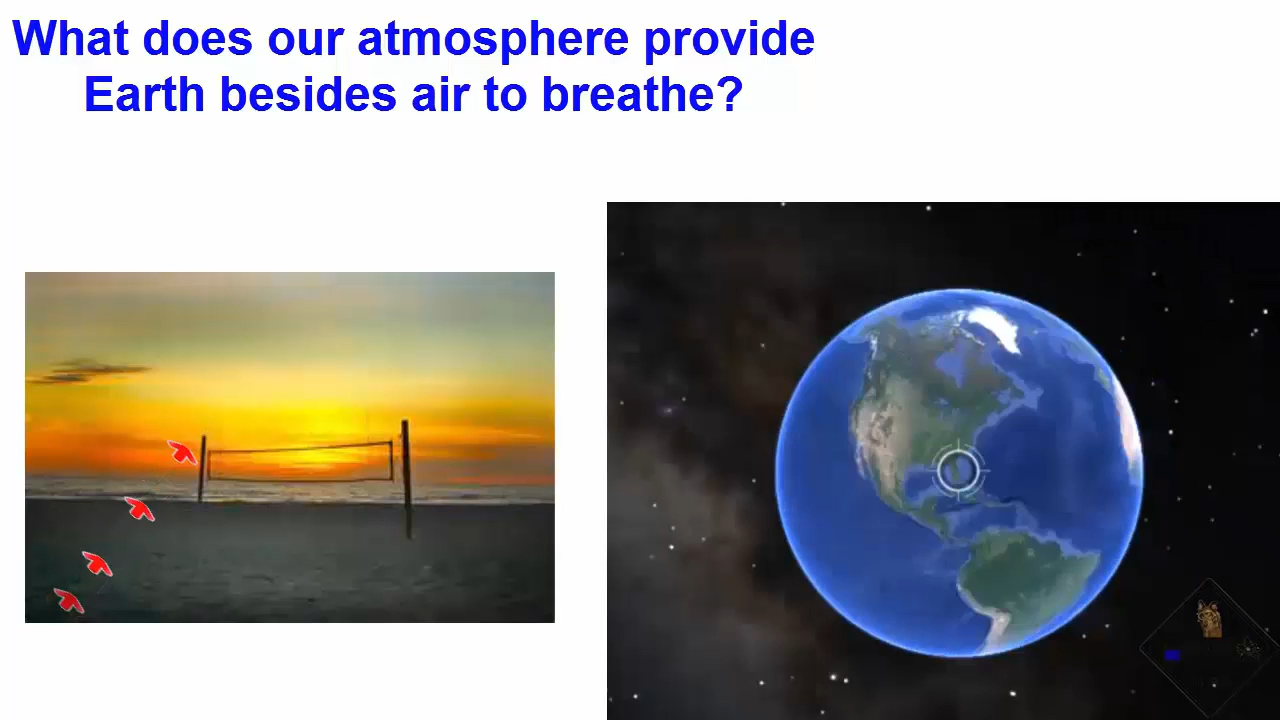 What does our atmosphere provide
Earth besides air to breathe?